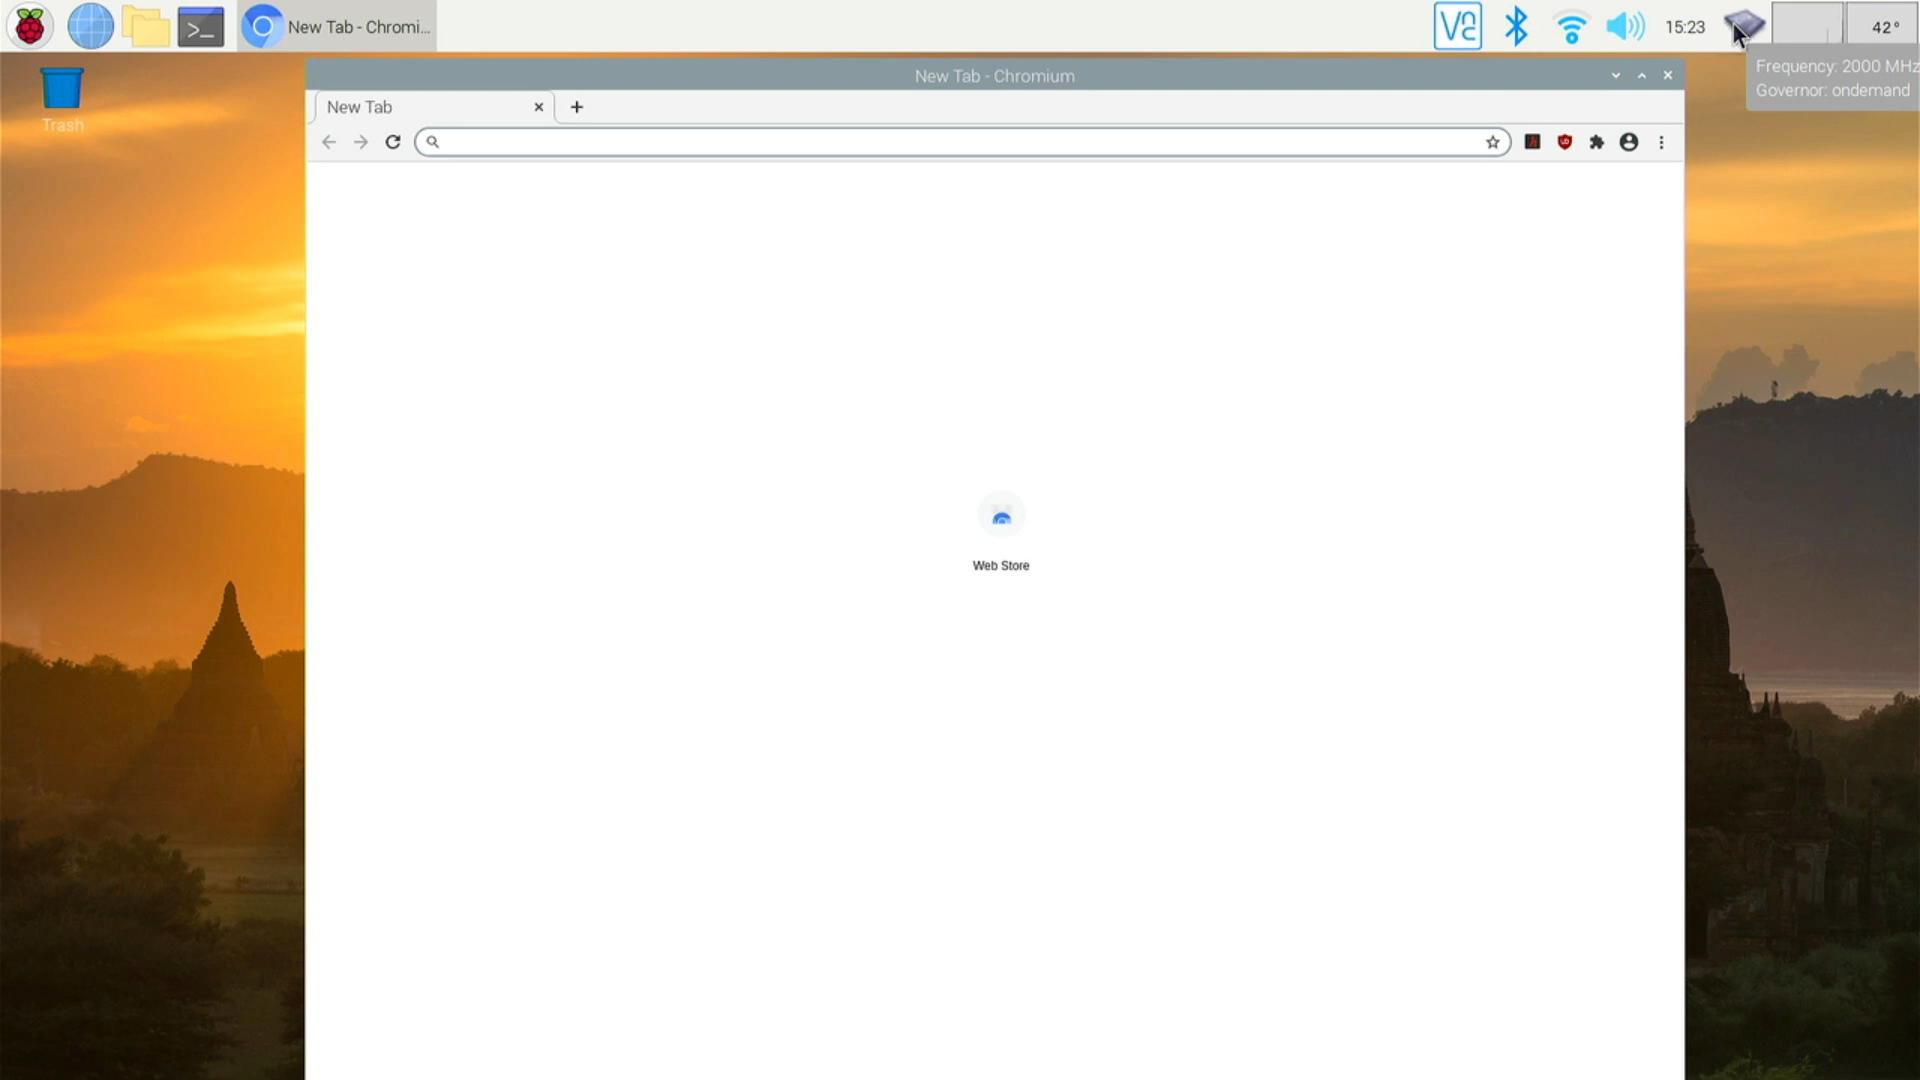 New Tab - Chromi...
15:23
42°
Frequency: 2000 MHz
Governor: ondemand
Trash
New Tab - Chromium
New Tab
Web Store